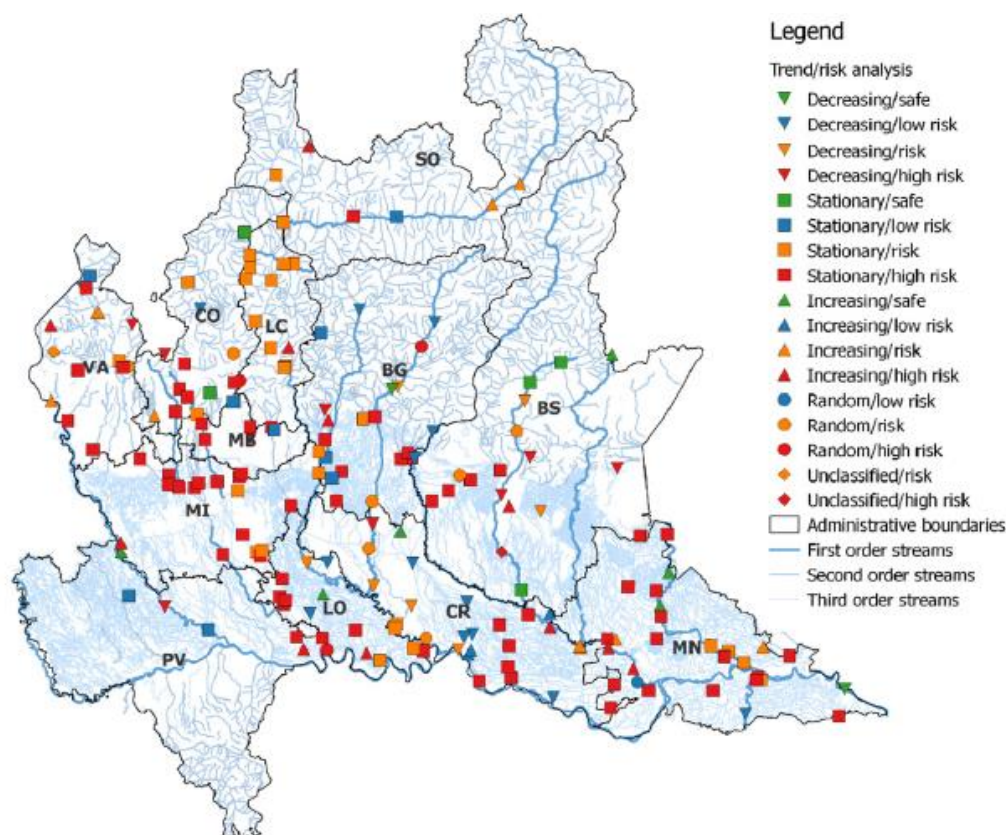 Legend
Trend/risk analysis
Decreasing/safe
Decreasing/low risk
Decreasing/risk
Decreasing/high risk
Stationary/safe
Stationary/low risk
Stationary/risk
Stationary/high risk
Increasing/safe
Increasing/low risk
Increasing/risk
Increasing/high risk
Random/low risk
Random/risk
Random/high risk
Unclassified/risk
Unclassified/high risk
Administrative boundaries
First order streams
Second order streams
Third order streams
SO
CO
LC
VA
BG
BS
MB
MI
LO
CR
MN
PV